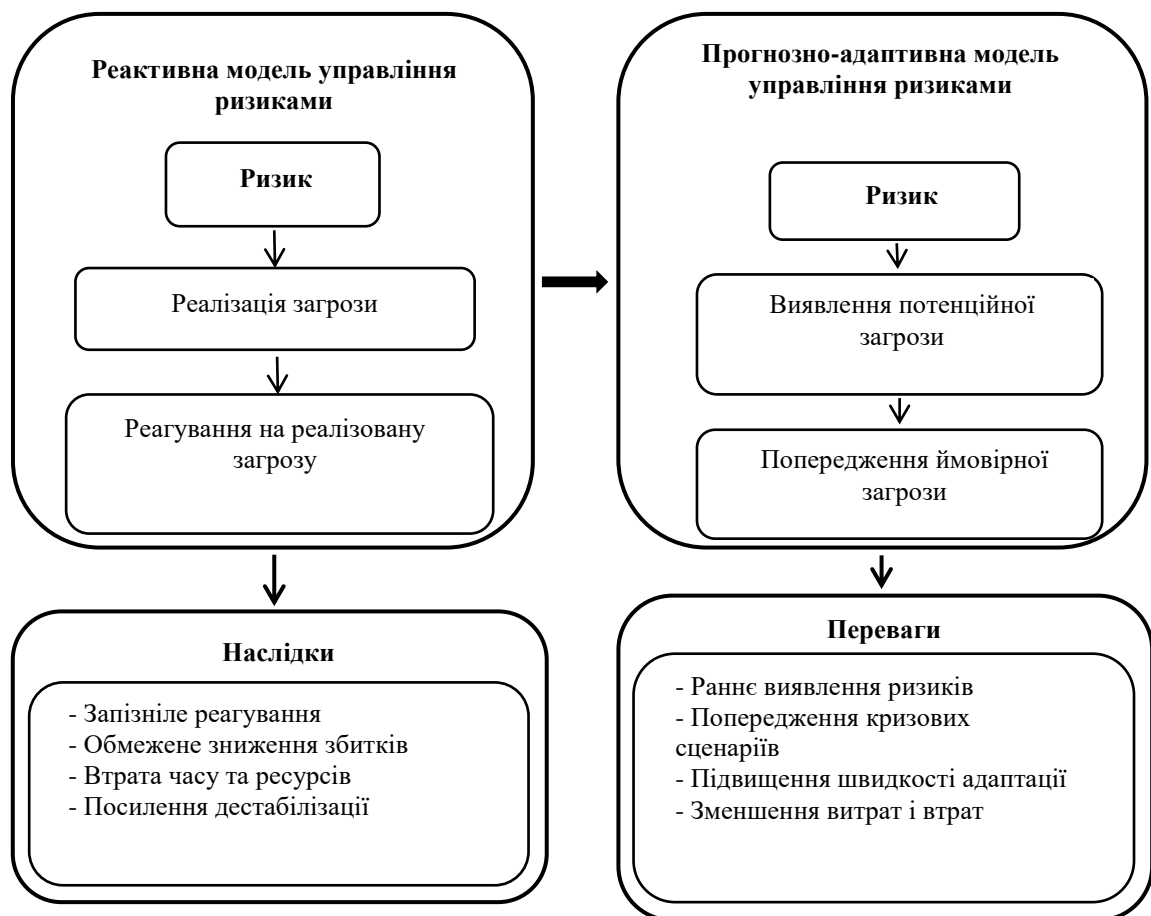 Реактивна модель управління
ризиками
Ризик
Реалізація загрози
Реагування на реалізовану
загрозу
Наслідки
- Запізніле реагування
- Обмежене зниження збитків
- Втрата часу та ресурсів
- Посилення дестабілізації
Прогнозно-адаптивна модель
управління ризиками
Ризик
Виявлення потенційної
загрози
Попередження ймовірної
загрози
Переваги
- Раннє виявлення ризиків
- Попередження кризових
сценаріїв
- Підвищення швидкості адаптації
- Зменшення витрат і втрат